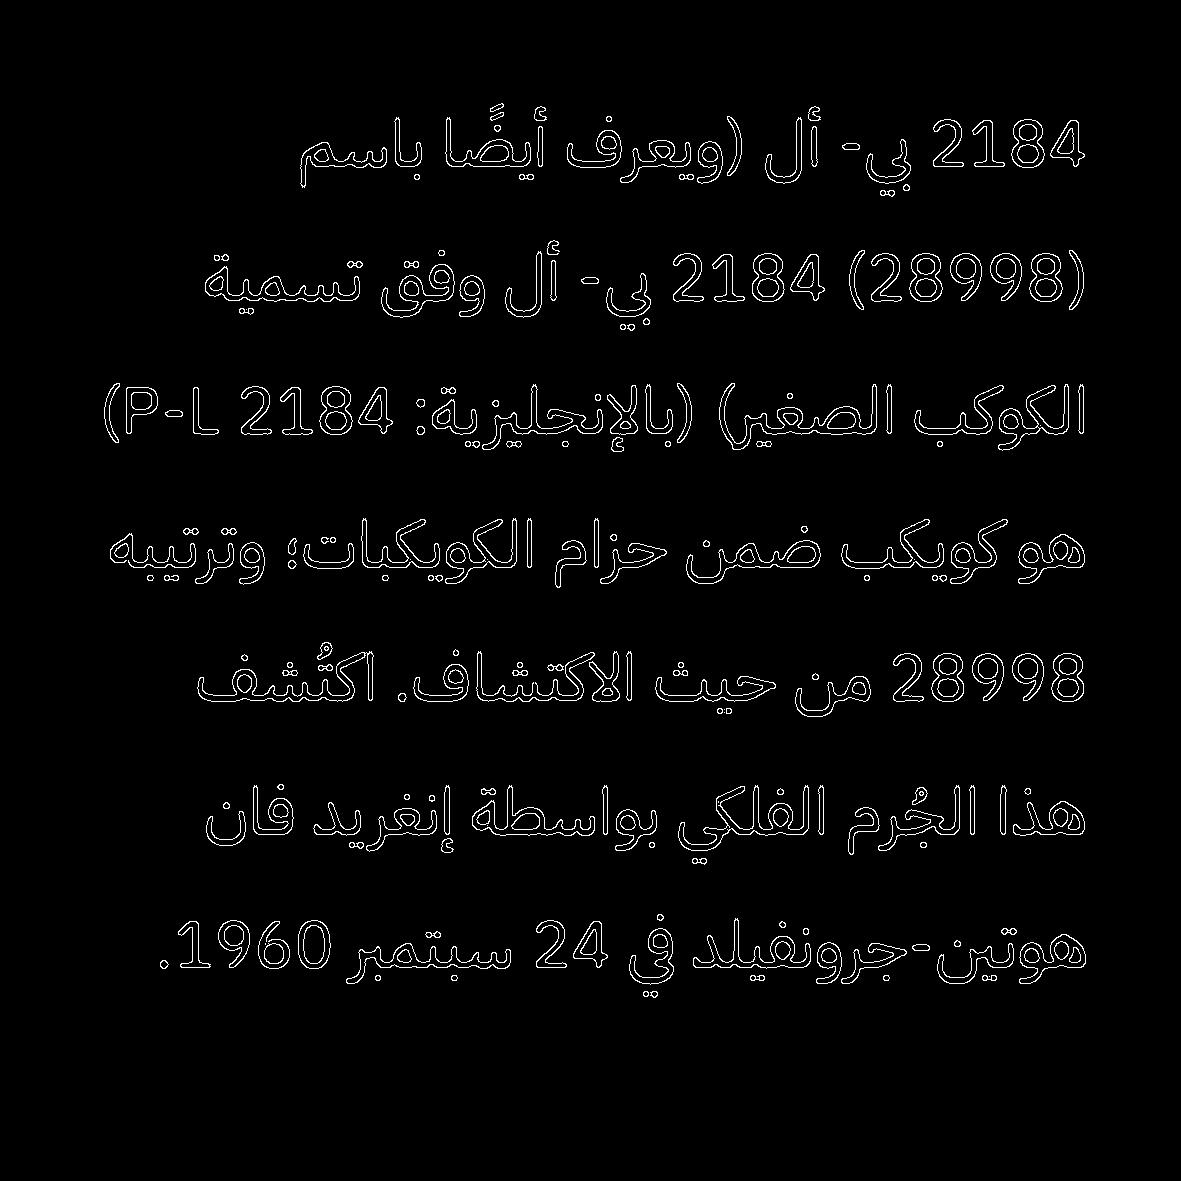 2184 بي- أل (ويعرف أيضًا باسم
(28998) 2184 بي- أل وفق تسمية
الكوكب الصغير) (بالإنجليزية: P-L 2184)
هو كويكب ضمن حزام الكويكبات؛ وترتيبه
28998 من حيث الاكتشاف. اكتُشف
هذا الجُرم الفلكي بواسطة إنغريد فان
هوتين-جرونفيلد في 24 سبتمبر 1960.